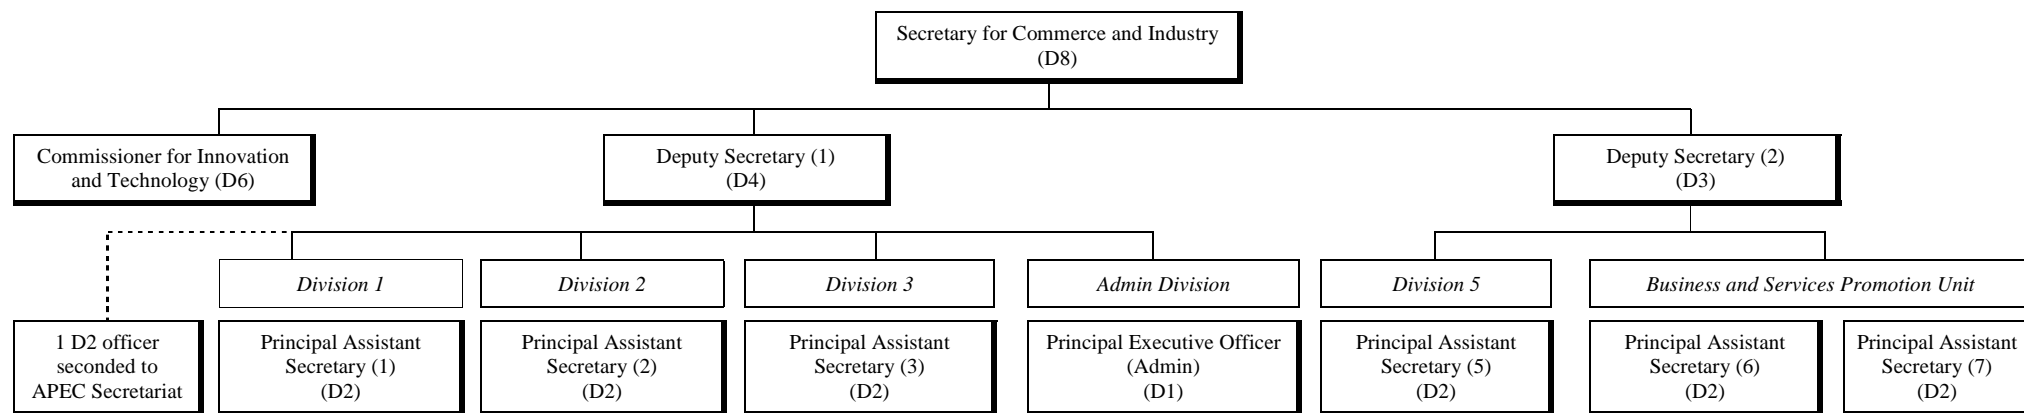 Secretary for Commerce and Industry
(D8)
Commissioner for Innovation
and Technology (D6)
Deputy Secretary (1)
(D4)
Deputy Secretary (2)
(D3)
Division 1
Division 2
Division 3
Admin Division
Division 5
Business and Services Promotion Unit
1 D2 officer
seconded to
APEC Secretariat
Principal Assistant
Secretary (1)
(D2)
Principal Assistant
Secretary (2)
(D2)
Principal Assistant
Secretary (3)
(D2)
Principal Executive Officer
(Admin)
(D1)
Principal Assistant
Secretary (5)
(D2)
Principal Assistant
Secretary (6)
(D2)
Principal Assistant
Secretary (7)
(D2)